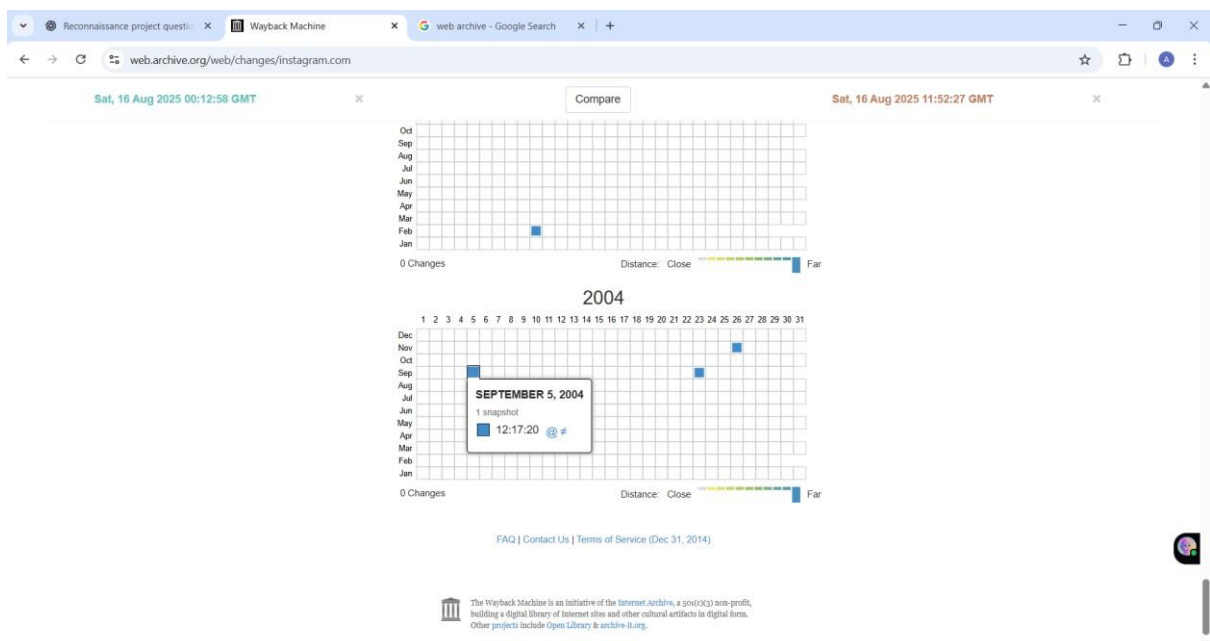 Reconnaissance project questio
Wayback Machine
web archive - Google Search
web.archive.org/web/changes/instagram.com
A
Sat, 16 Aug 2025 00:12:58 GMT
Compare
Sat, 16 Aug 2025 11:52:27 GMT
Oct
Sep
Aug
Jul
Jun
May
Apr
Mar
Feb
Jan
0 Changes Distance: Close Far
2004
1 2 3 4 5 6 7 8 9 10 11 12 13 14 15 16 17 18 19 20 21 22 23 24 25 26 27 28 29 30 31
Dec
Nov
Oct
Sep
Aug
Jul
Jun
May
Apr
Mar
Feb
Jan
SEPTEMBER 5, 2004
1 snapshot
12:17:20 @ ≠
0 Changes Distance: Close Far
FAQ | Contact Us | Terms of Service (Dec 31, 2014)
The Wayback Machine is an initiative of the Internet Archive, a 501(c)(3) non-profit,
building a digital library of Internet sites and other cultural artifacts in digital form.
Other projects include Open Library & archive-it.org.